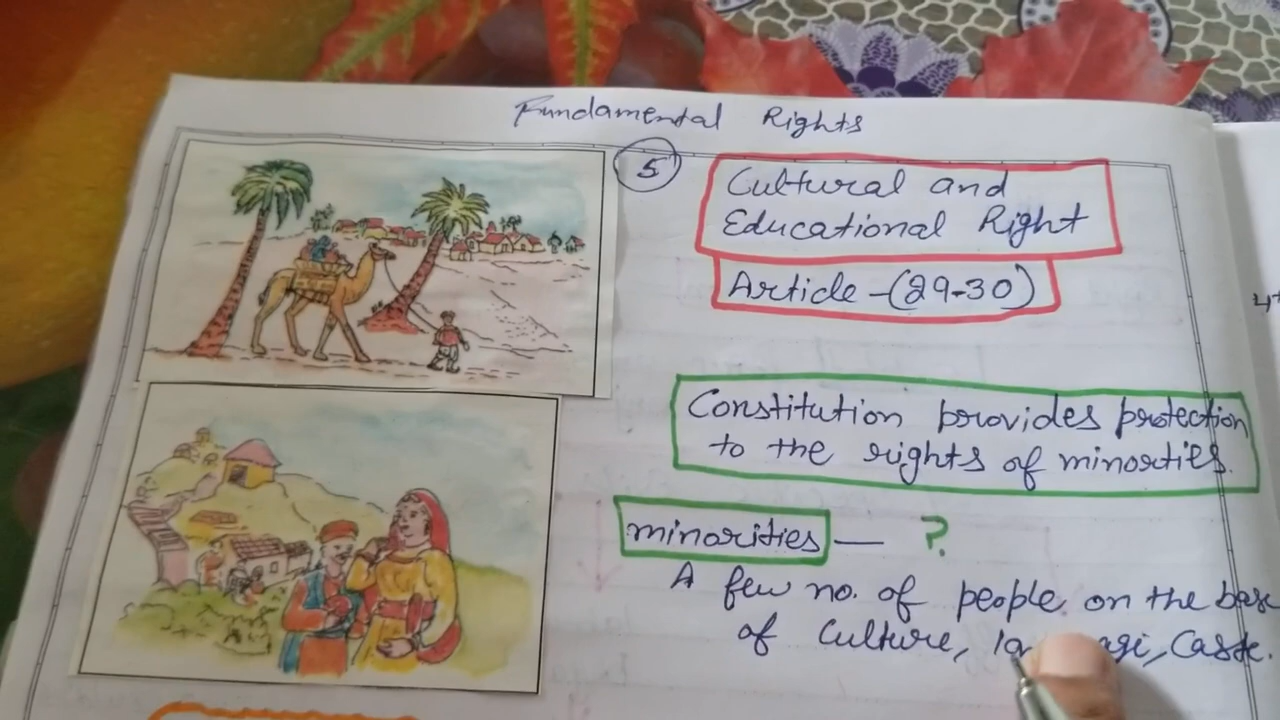 Fundamental Rights
5
Cultural and
Educational Right
Article - (29-30)
Constitution provides protection
to the rights of minorties.
minorities — ?
A few no. of people on the
of Culture, Caste.